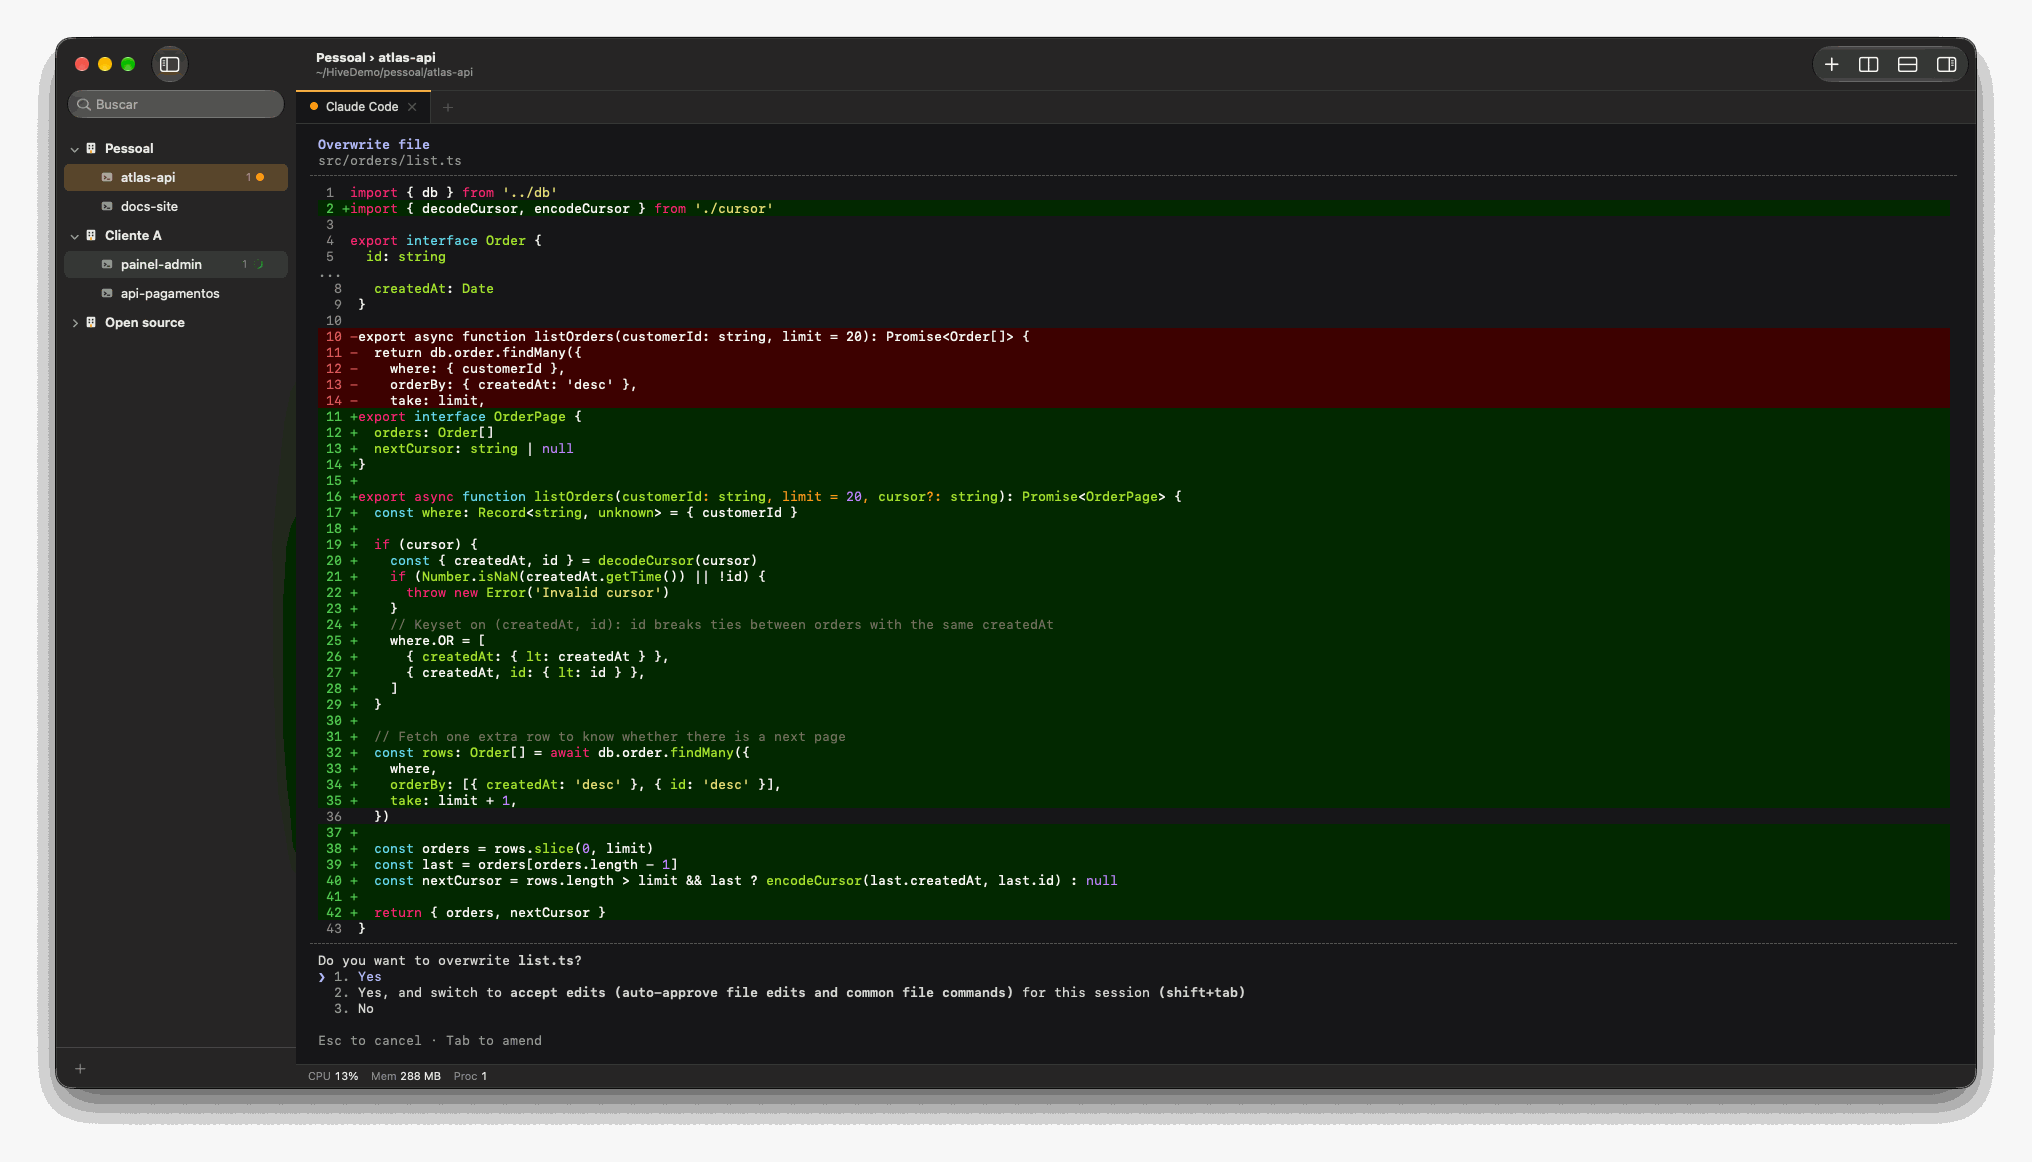 Pessoal › atlas-api
~/HiveDemo/pessoal/atlas-api
Buscar
Pessoal
atlas-api 1
docs-site
Cliente A
painel-admin 1
api-pagamentos
Open source
Claude Code
Overwrite file
src/orders/list.ts
1 import { db } from '../db'
2 +import { decodeCursor, encodeCursor } from './cursor'
3
4 export interface Order {
5 id: string
...
8 createdAt: Date
9 }
10
10 -export async function listOrders(customerId: string, limit = 20): Promise<Order[]> {
11 - return db.order.findMany({
12 - where: { customerId },
13 - orderBy: { createdAt: 'desc' },
14 - take: limit,
11 +export interface OrderPage {
12 + orders: Order[]
13 + nextCursor: string | null
14 +}
15 +
16 +export async function listOrders(customerId: string, limit = 20, cursor?: string): Promise<OrderPage> {
17 + const where: Record<string, unknown> = { customerId }
18 +
19 + if (cursor) {
20 + const { createdAt, id } = decodeCursor(cursor)
21 + if (Number.isNaN(createdAt.getTime()) || !id) {
22 + throw new Error('Invalid cursor')
23 + }
24 + // Keyset on (createdAt, id): id breaks ties between orders with the same createdAt
25 + where.OR = [
26 + { createdAt: { lt: createdAt } },
27 + { createdAt, id: { lt: id } },
28 + ]
29 + }
30 +
31 + // Fetch one extra row to know whether there is a next page
32 + const rows: Order[] = await db.order.findMany({
33 + where,
34 + orderBy: [{ createdAt: 'desc' }, { id: 'desc' }],
35 + take: limit + 1,
36 })
37 +
38 + const orders = rows.slice(0, limit)
39 + const last = orders[orders.length - 1]
40 + const nextCursor = rows.length > limit && last ? encodeCursor(last.createdAt, last.id) : null
41 +
42 + return { orders, nextCursor }
43 }
Do you want to overwrite list.ts?
❯ 1. Yes
2. Yes, and switch to accept edits (auto-approve file edits and common file commands) for this session (shift+tab)
3. No
Esc to cancel · Tab to amend
CPU 13% Mem 288 MB Proc 1